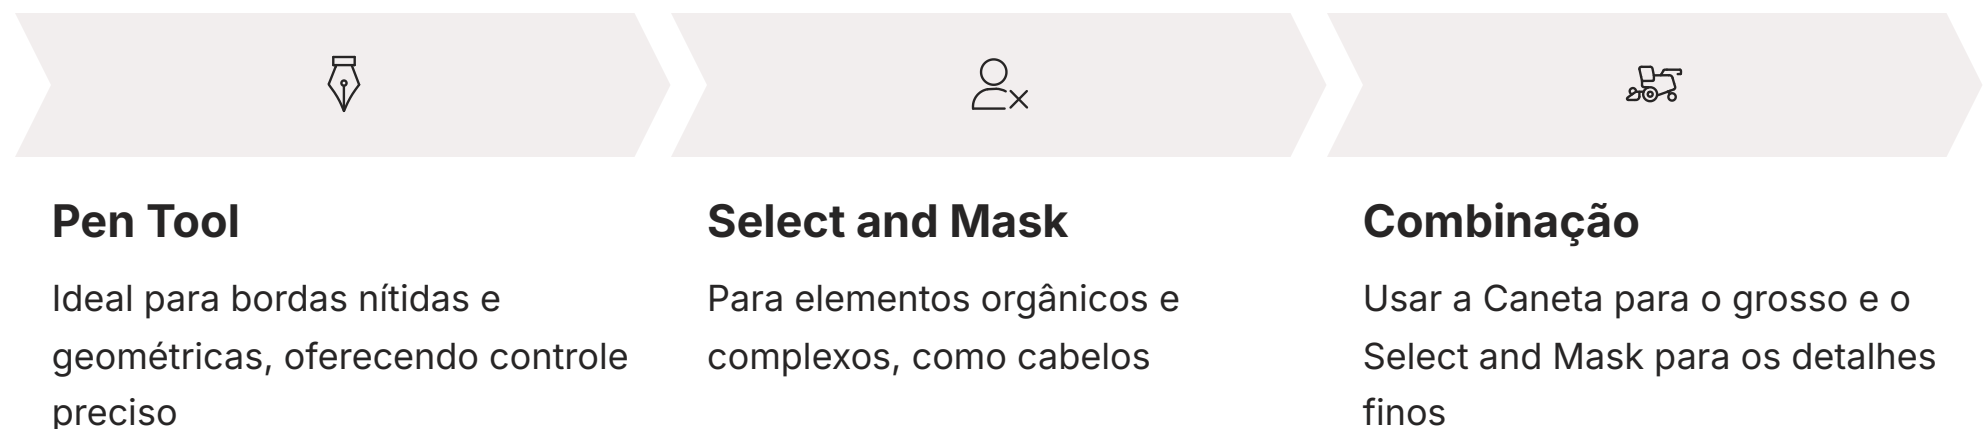 Pen Tool
Ideal para bordas nítidas e
geométricas, oferecendo controle
preciso
Select and Mask
Para elementos orgânicos e
complexos, como cabelos
Combinação
Usar a Caneta para o grosso e o
Select and Mask para os detalhes
finos